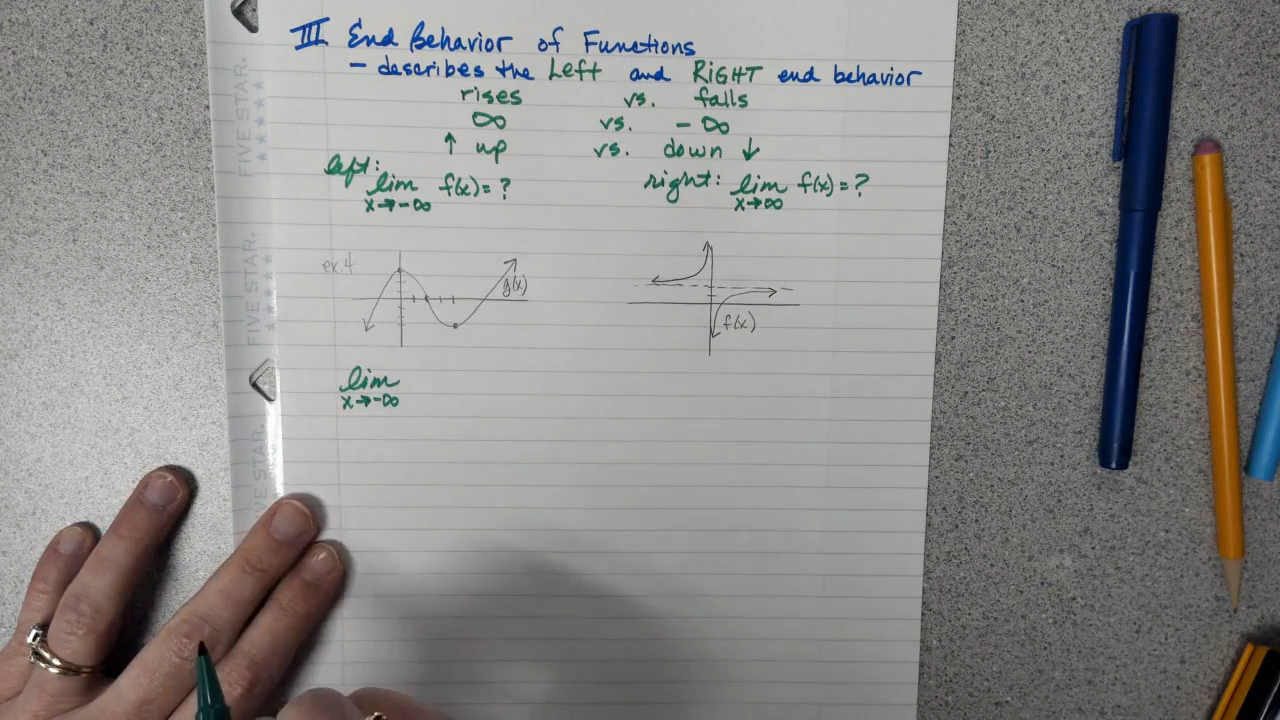 III End Behavior of Functions
- describes the Left and RIGHT end behavior
rises vs. falls
∞ vs. -∞
↑ up vs. down ↓
left: lim f(x)=? right: lim f(x)=?
x→-∞ x→∞
ex.4
g(x)
f(x)
lim
x→-∞
FIVE STAR.
FIVE STAR.
VE STAR.